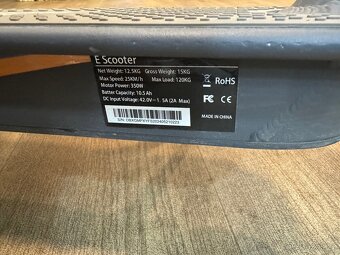 E Scooter
Net Weight: 12.5KG Gross Weight: 15KG
Max Speed: 25KM/h Max Load: 120KG
Motor Power: 350W
Batter Capacity: 10.5 Ah
DC Input Voltage: 42.0V 1.5A (2A Max)
RoHS
FC CE
MADE IN CHINA